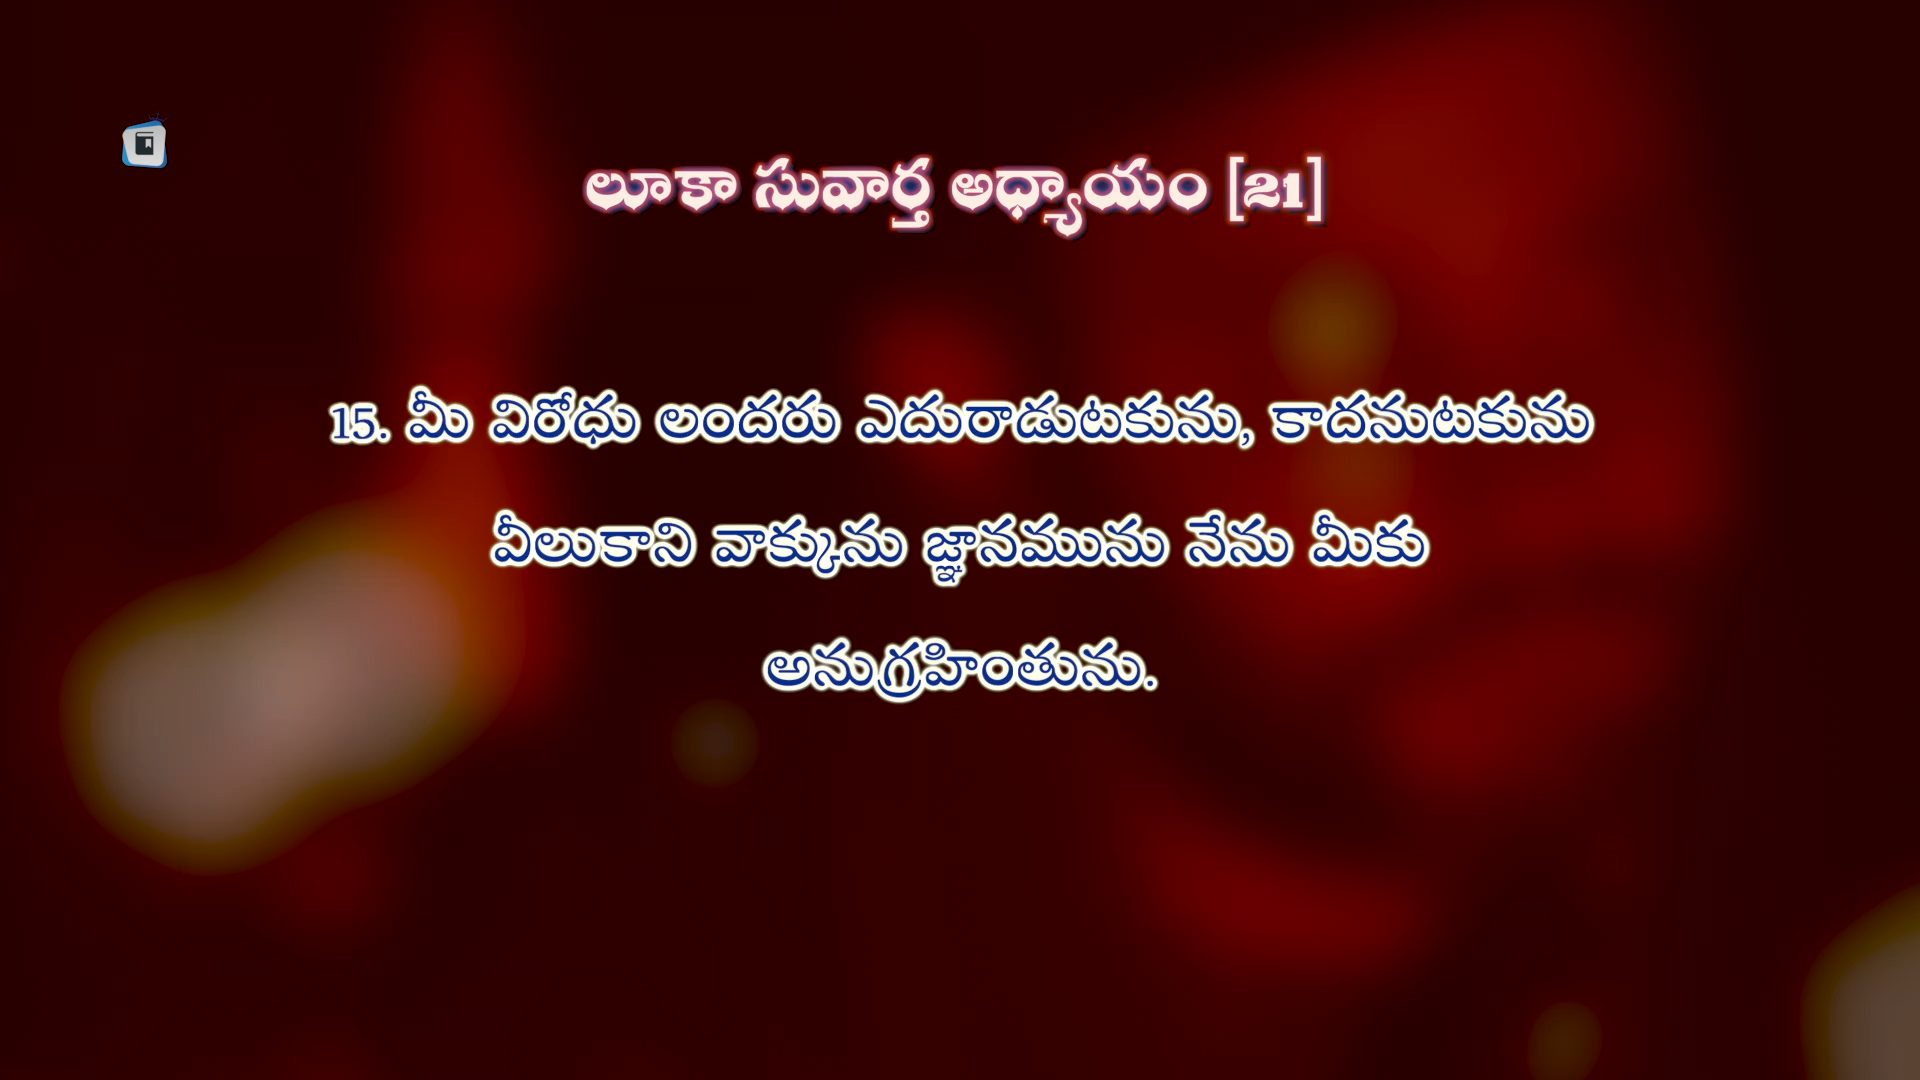 లూకా సువార్త అధ్యాయం [21]
15. మీ విరోధు లందరు ఎదురాడుటకును, కాదనుటకును
వీలుకాని వాక్కును జ్ఞానమును నేను మీకు
అనుగ్రహింతును.